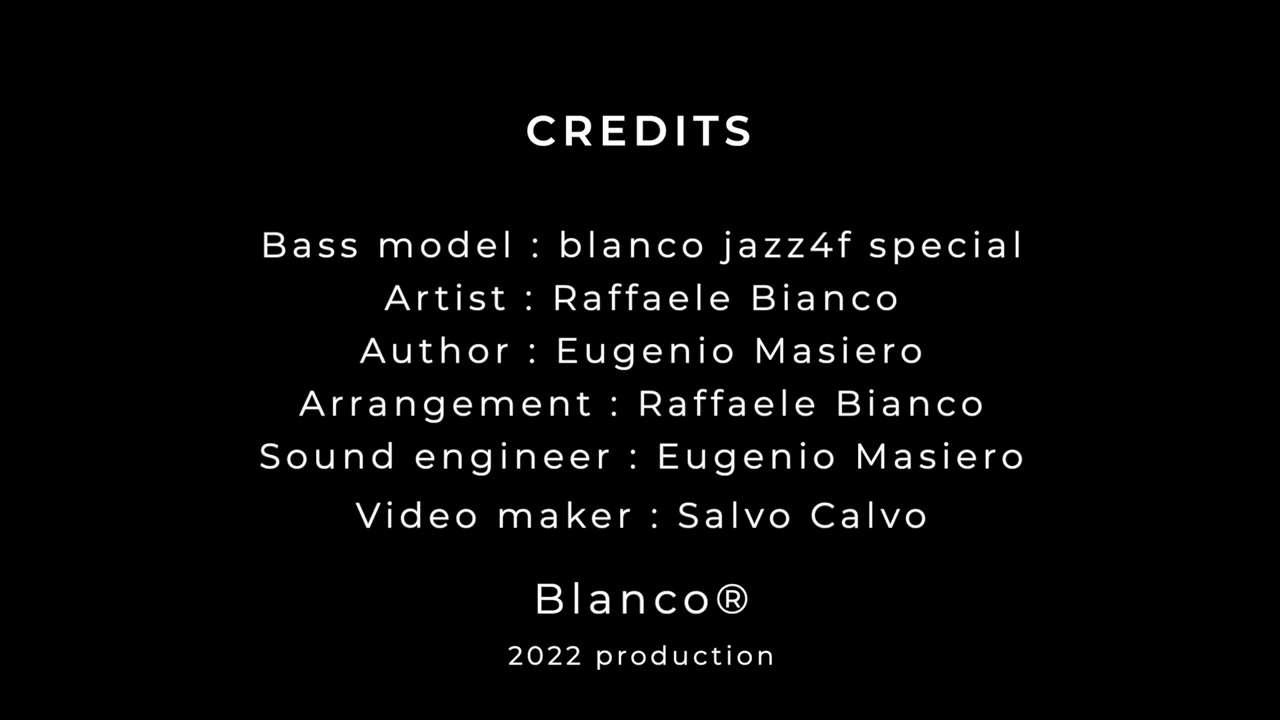 CREDITS
Bass model : blanco jazz4f special
Artist : Raffaele Bianco
Author : Eugenio Masiero
Arrangement : Raffaele Bianco
Sound engineer : Eugenio Masiero
Video maker : Salvo Calvo
Blanco®
2022 production